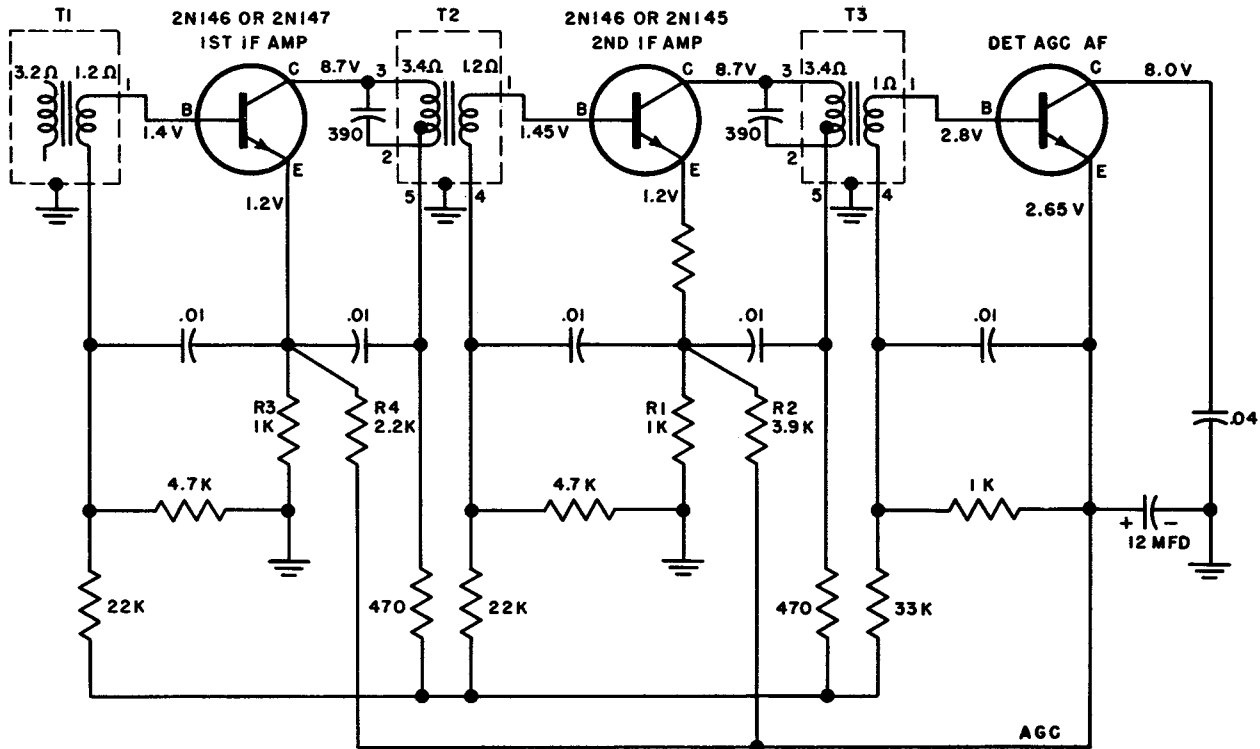 T1
2N146 OR 2N147
1ST IF AMP
T2
2N146 OR 2N145
2ND IF AMP
T3
DET AGC AF
3.2Ω
1.2Ω
1
B
1.4V
C
8.7V
3
E
1.2V
390
2
3.4Ω
1.2Ω
1
5
4
B
1.45V
C
8.7V
3
E
1.2V
390
2
3.4Ω
1Ω
1
5
4
B
2.8V
C
8.0V
E
2.65V
.01
.01
.01
.01
.01
R3
1K
R4
2.2K
R1
1K
R2
3.9K
.04
4.7K
4.7K
1K
+
-
12MFD
22K
470
22K
470
33K
AGC